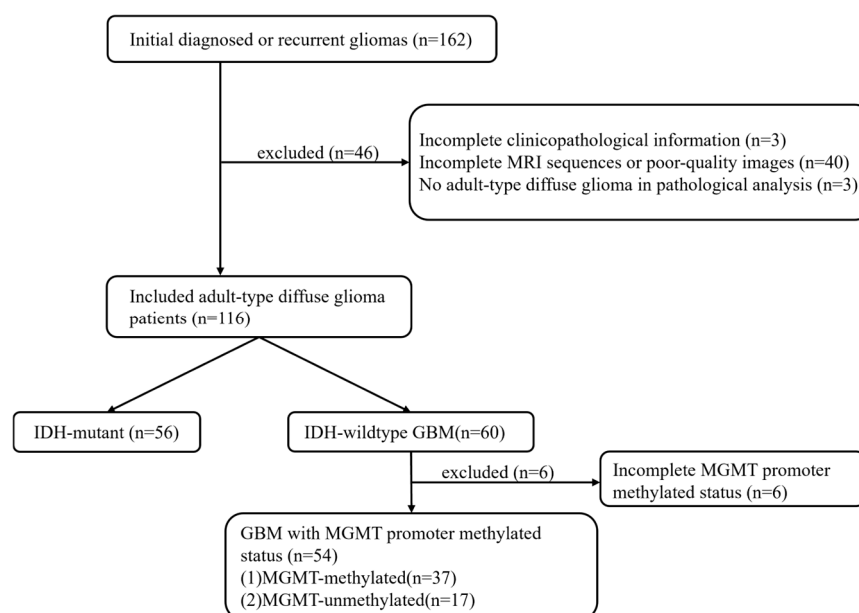 Initial diagnosed or recurrent gliomas (n=162)
excluded (n=46)
Incomplete clinicopathological information (n=3)
Incomplete MRI sequences or poor-quality images (n=40)
No adult-type diffuse glioma in pathological analysis (n=3)
Included adult-type diffuse glioma
patients (n=116)
IDH-mutant (n=56)
IDH-wildtype GBM(n=60)
excluded (n=6)
Incomplete MGMT promoter
methylated status (n=6)
GBM with MGMT promoter methylated
status (n=54)
(1)MGMT-methylated(n=37)
(2)MGMT-unmethylated(n=17)